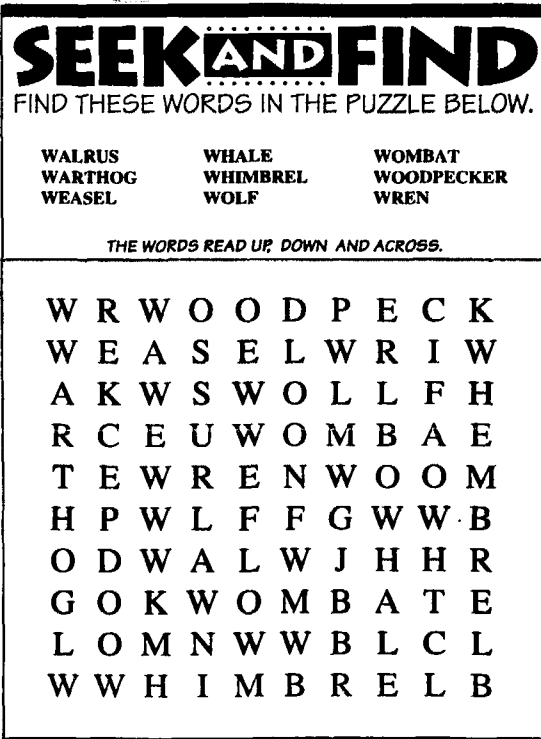 SEEK AND FIND
FIND THESE WORDS IN THE PUZZLE BELOW.
WALRUS WHALE WOMBAT
WARTHOG WHIMBREL WOODPECKER
WEASEL WOLF WREN
THE WORDS READ UP, DOWN AND ACROSS.
W R W O O D P E C K
W E A S E L W R I W
A K W S W O L L F H
R C E U W O M B A E
T E W R E N W O O M
H P W L F F G W W B
O D W A L W J H H R
G O K W O M B A T E
L O M N W W B L C L
W W H I M B R E L B